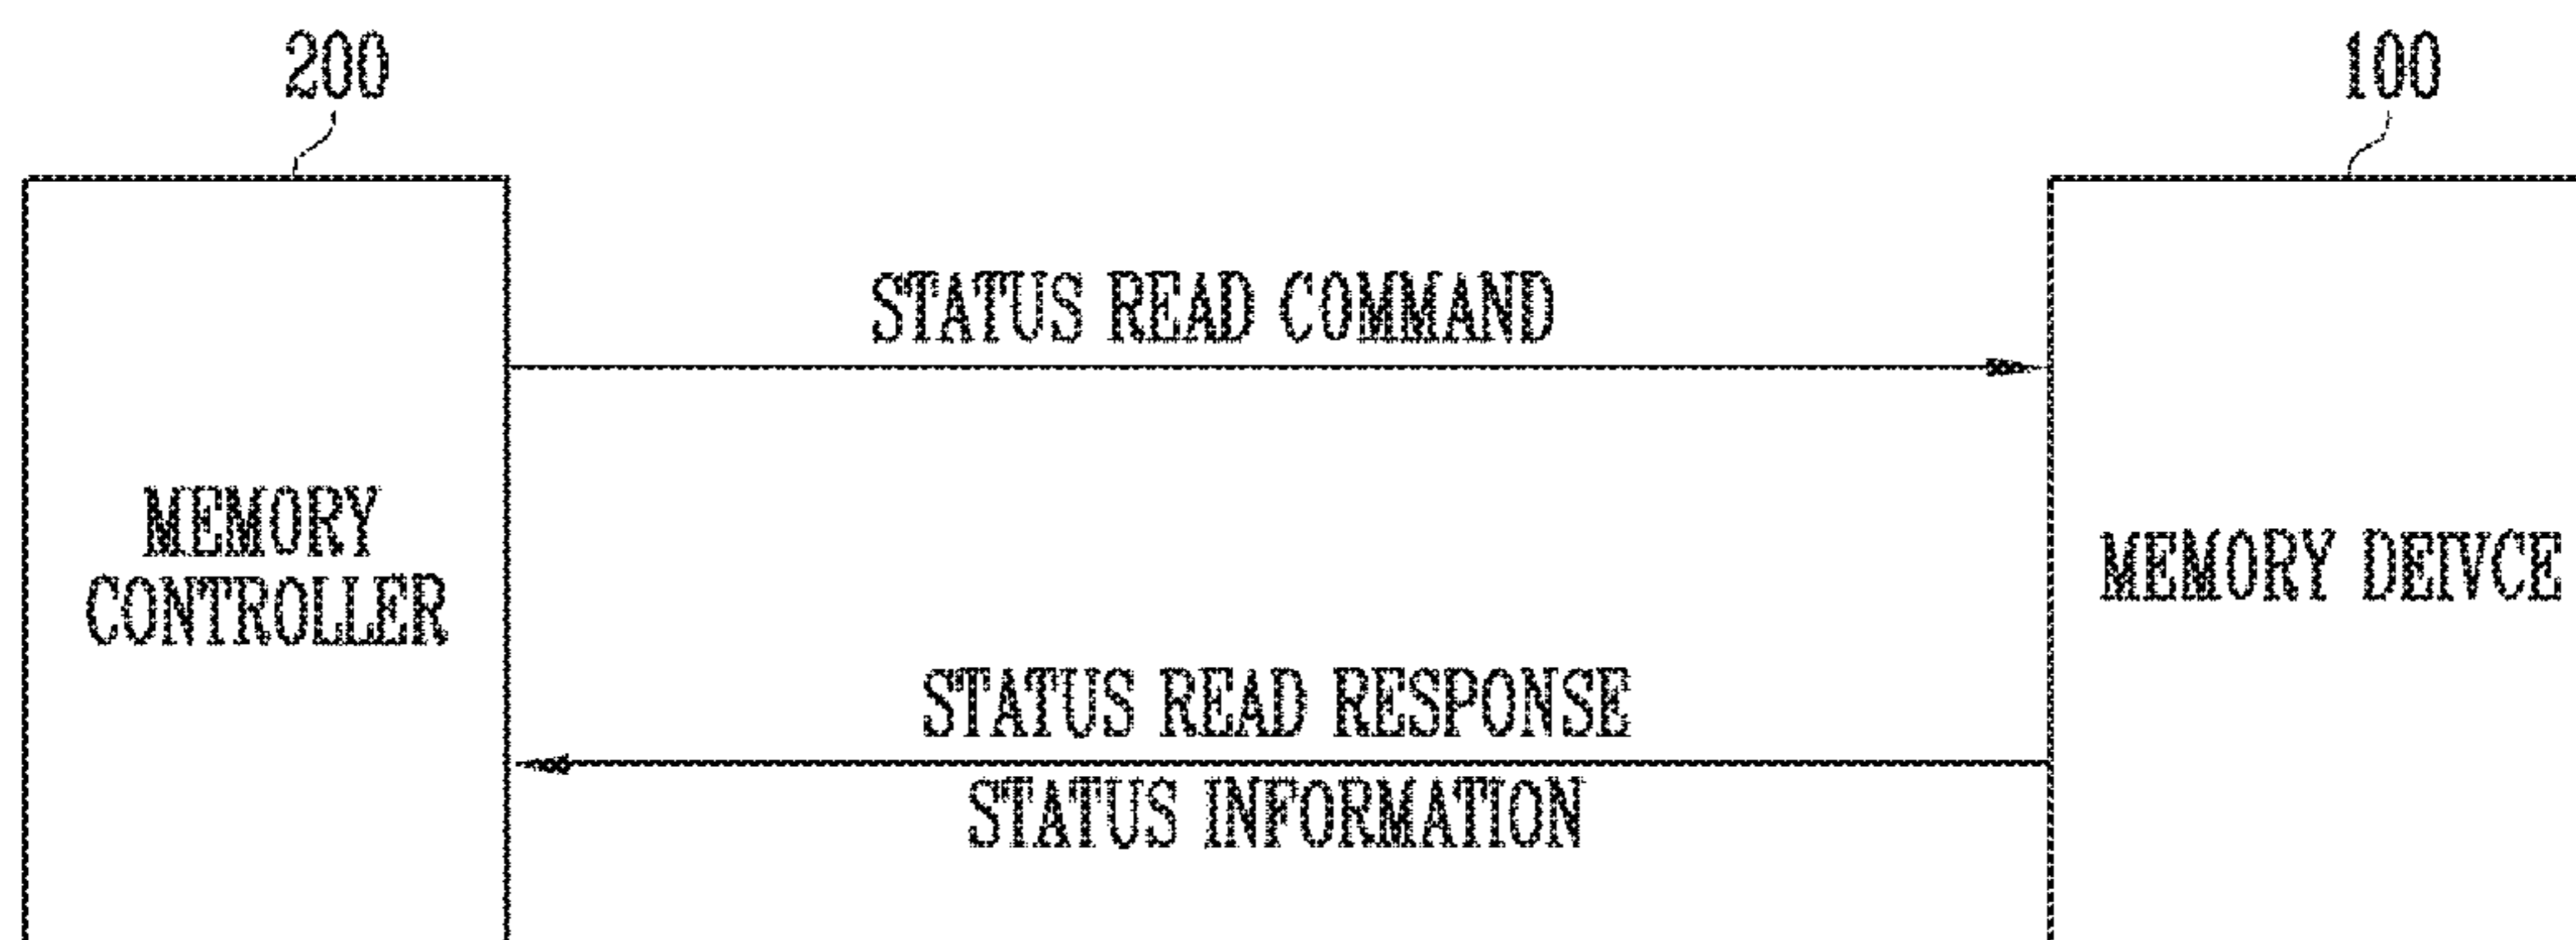 200
100
STATUS READ COMMAND
MEMORY
CONTROLLER
MEMORY DEIVCE
STATUS READ RESPONSE
STATUS INFORMATION